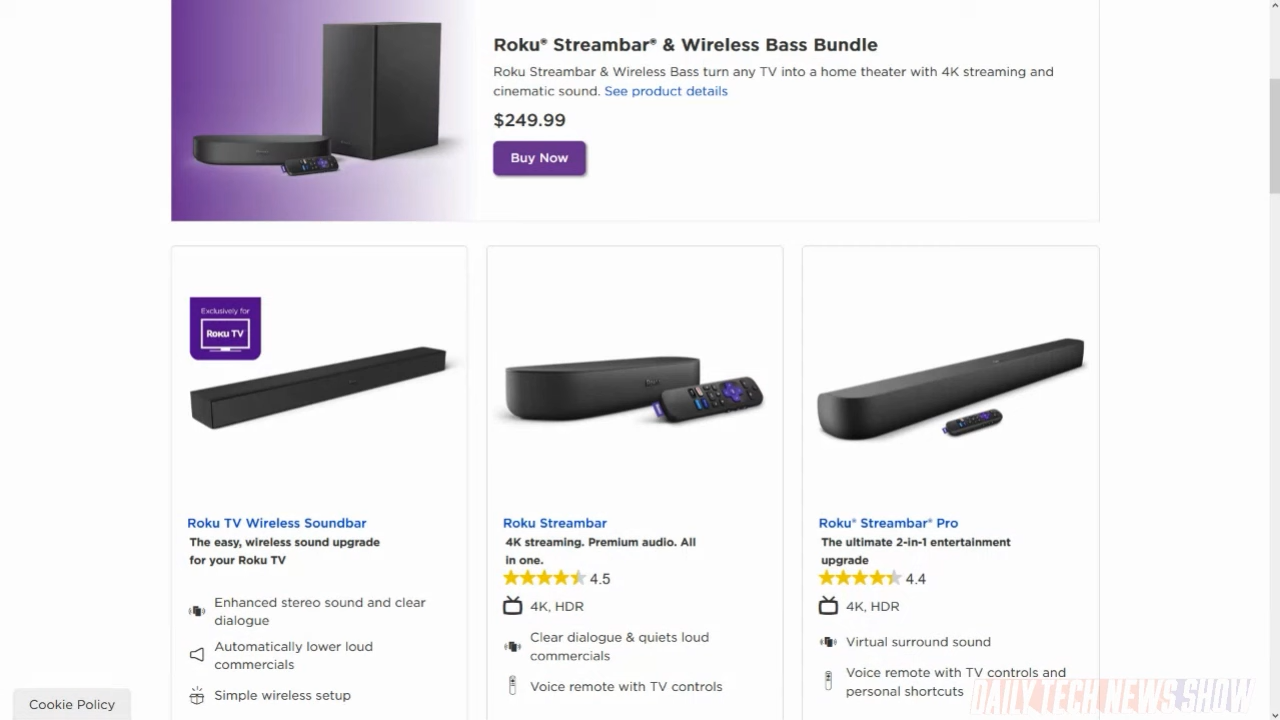 Roku® Streambar® & Wireless Bass Bundle
Roku Streambar & Wireless Bass turn any TV into a home theater with 4K streaming and
cinematic sound. See product details
$249.99
Buy Now
Exclusively for
Roku TV
Roku TV Wireless Soundbar
The easy, wireless sound upgrade
for your Roku TV
Enhanced stereo sound and clear
dialogue
Automatically lower loud
commercials
Simple wireless setup
Roku Streambar
4K streaming. Premium audio. All
in one.
4.5
4K, HDR
Clear dialogue & quiets loud
commercials
Voice remote with TV controls
Roku® Streambar® Pro
The ultimate 2-in-1 entertainment
upgrade
4.4
4K, HDR
Virtual surround sound
Voice remote with TV controls and
personal shortcuts
Cookie Policy
DAILY TECH NEWS SHOW